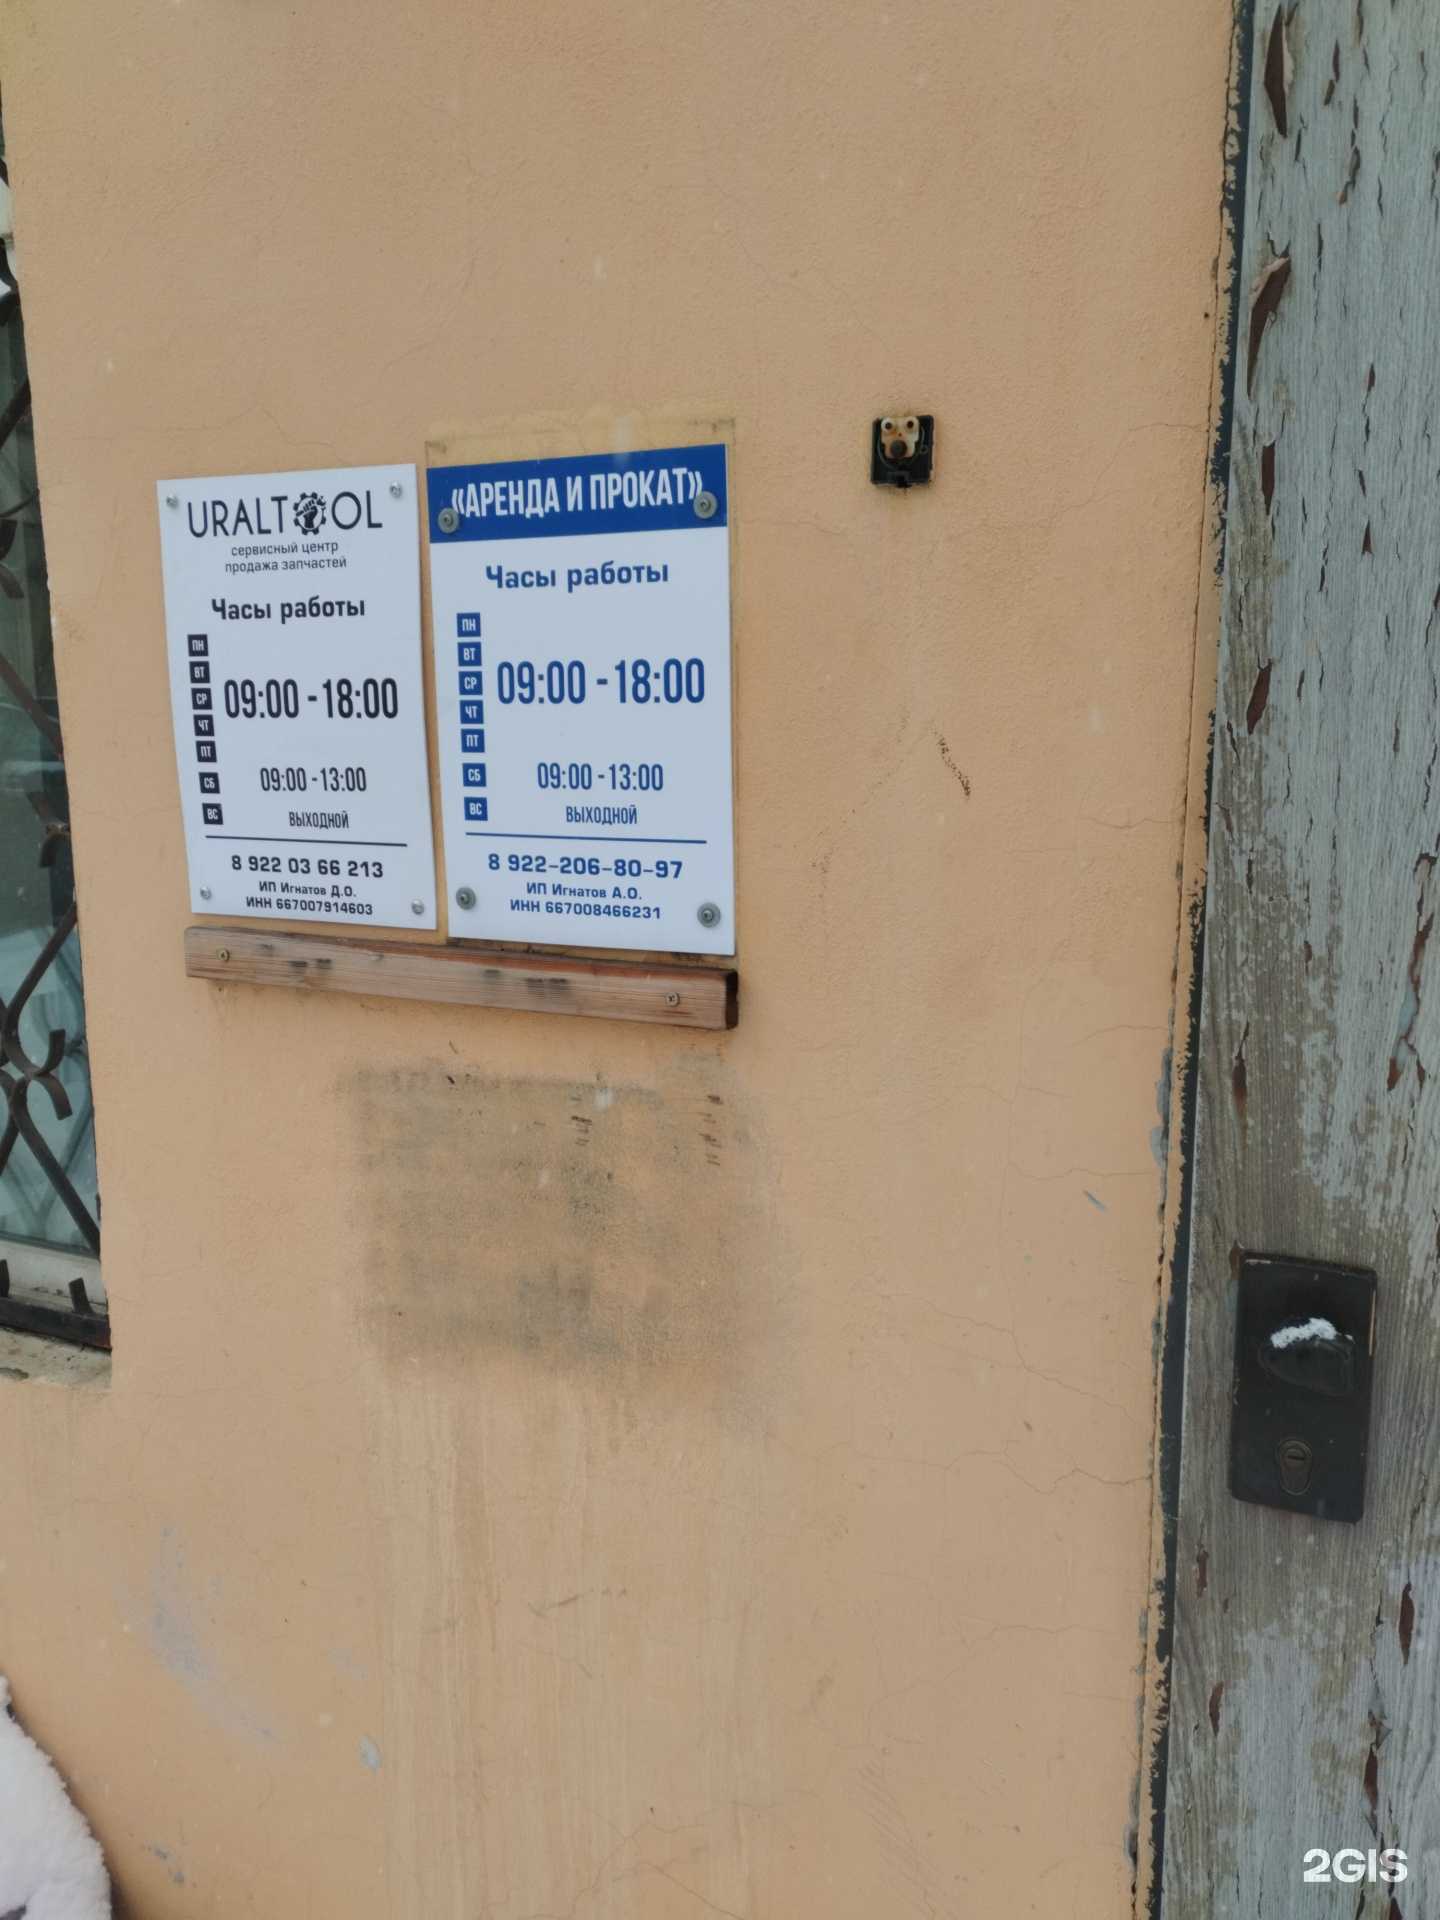 URALTOOL
сервисный центр
продажа запчастей
Часы работы
ПН
ВТ
СР
ЧТ
ПТ
09:00 - 18:00
СБ
09:00 - 13:00
ВС
ВЫХОДНОЙ
8 922 03 66 213
ИП Игнатов Д.О.
ИНН 667007914603
«АРЕНДА И ПРОКАТ»
Часы работы
ПН
ВТ
СР
ЧТ
ПТ
09:00 - 18:00
СБ
09:00 - 13:00
ВС
ВЫХОДНОЙ
8 922-206-80-97
ИП Игнатов А.О.
ИНН 667008466231
2GIS